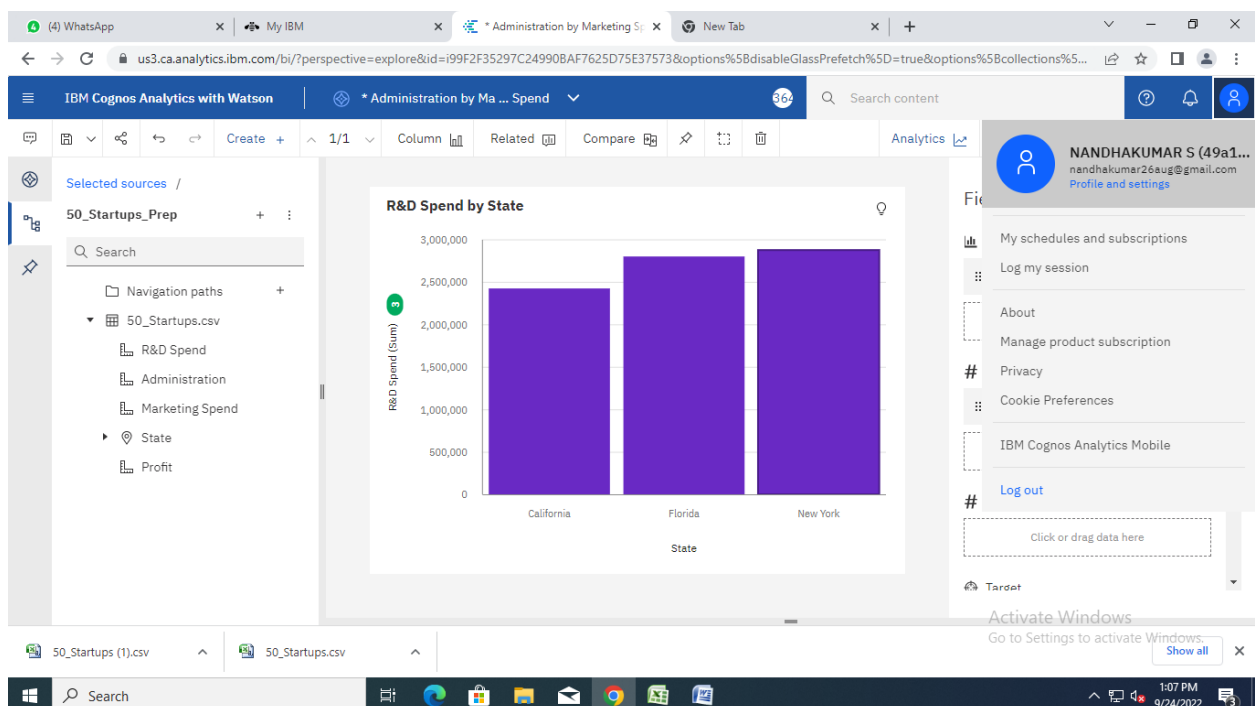 (4) WhatsApp
My IBM
* Administration by Marketing Sp
New Tab
us3.ca.analytics.ibm.com/bi/?perspective=explore&id=i99F2F35297C24990BAF7625D75E37573&options%5BdisableGlassPrefetch%5D=true&options%5Bcollections%5...
IBM Cognos Analytics with Watson
* Administration by Ma ... Spend
364
Search content
Create +
1/1
Column
Related
Compare
Analytics
NANDHAKUMAR S (49a1...
nandhakumar26aug@gmail.com
Profile and settings
My schedules and subscriptions
Log my session
About
Manage product subscription
Privacy
Cookie Preferences
IBM Cognos Analytics Mobile
Log out
Selected sources /
50_Startups_Prep
Search
Navigation paths
50_Startups.csv
R&D Spend
Administration
Marketing Spend
State
Profit
R&D Spend by State
3,000,000
2,500,000
2,000,000
1,500,000
1,000,000
500,000
0
3
R&D Spend (Sum)
California
Florida
New York
State
Fie
#
#
Click or drag data here
Target
Activate Windows
Go to Settings to activate Windows.
50_Startups (1).csv
50_Startups.csv
Show all
Search
1:07 PM
9/24/2022
3